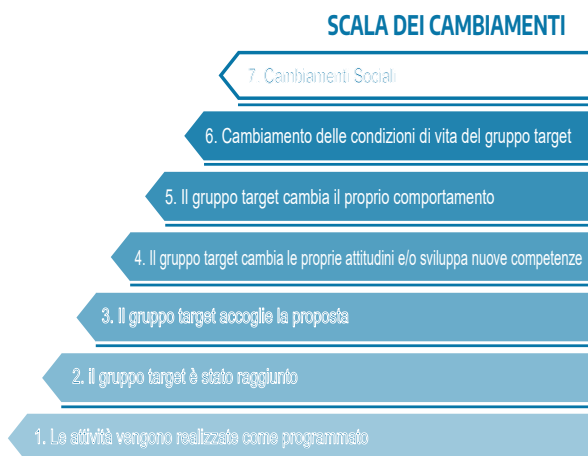 SCALA DEI CAMBIAMENTI
7. Cambiamenti Sociali
6. Cambiamento delle condizioni di vita del gruppo target
5. Il gruppo target cambia il proprio comportamento
4. Il gruppo target cambia le proprie attitudini e/o sviluppa nuove competenze
3. Il gruppo target accoglie la proposta
2. il gruppo target è stato raggiunto
1. Le attività vengono realizzate come programmato